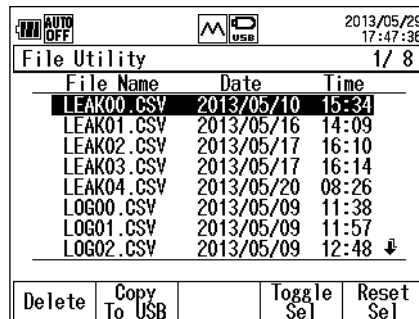 AUTO OFF USB 2013/05/29
17:47:36
File Utility 1/ 8
File Name Date Time
LEAK00.CSV 2013/05/10 15:34
LEAK01.CSV 2013/05/16 14:09
LEAK02.CSV 2013/05/17 16:10
LEAK03.CSV 2013/05/17 16:14
LEAK04.CSV 2013/05/20 08:26
LOG00.CSV 2013/05/09 11:38
LOG01.CSV 2013/05/09 11:57
LOG02.CSV 2013/05/09 12:48
Delete Copy To USB Toggle Sel Reset Sel